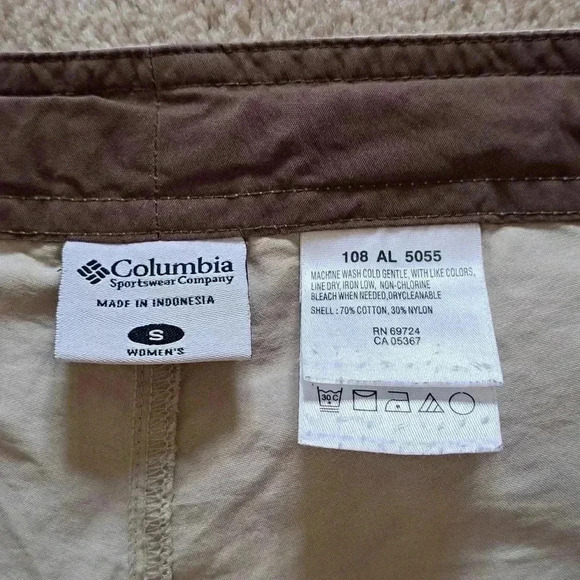 Columbia
Sportswear Company
MADE IN INDONESIA
S
WOMEN'S
108 AL 5055
MACHINE WASH COLD GENTLE, WITH LIKE COLORS,
LINE DRY, IRON LOW, NON-CHLORINE
BLEACH WHEN NEEDED,DRYCLEANABLE
SHELL : 70% COTTON, 30% NYLON
RN 69724
CA 05367
30 C